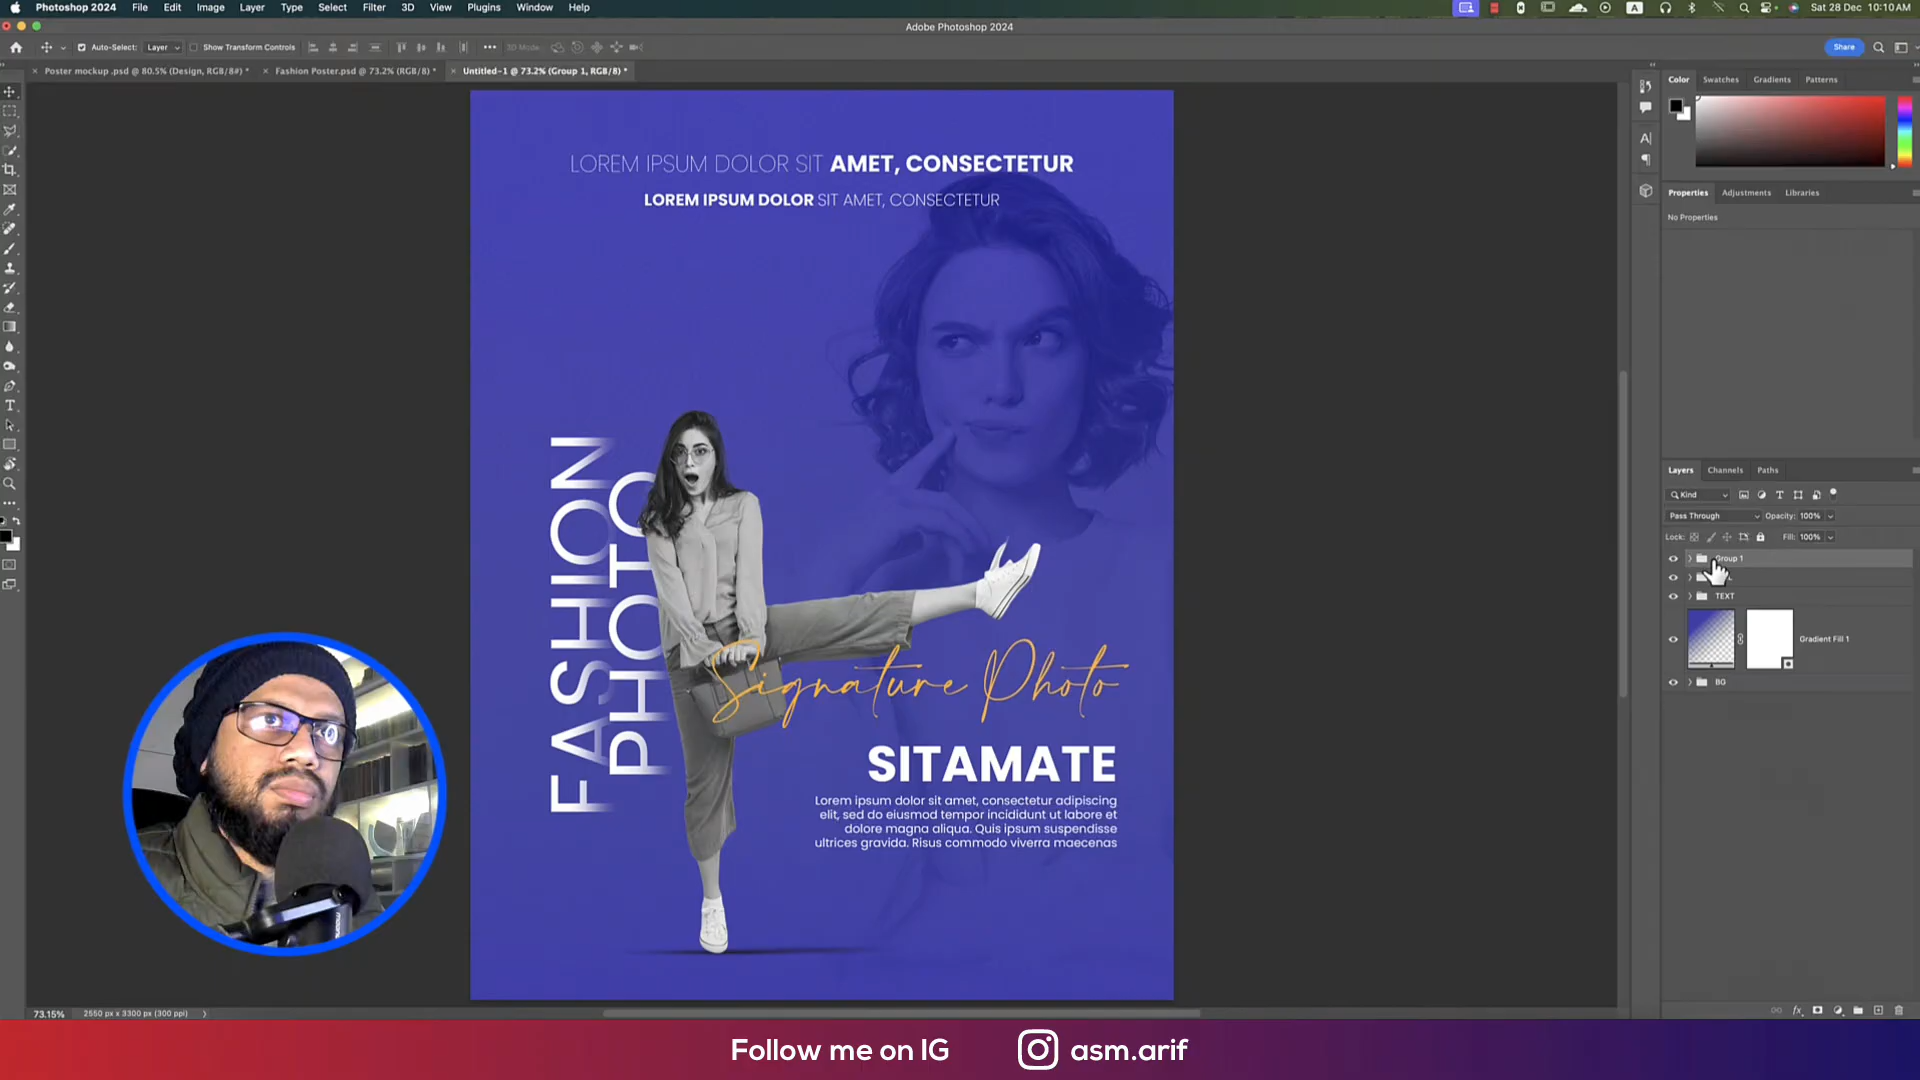 Photoshop 2024 File Edit Image Layer Type Select Filter 3D View Plugins Window Help
A Sat 28 Dec 10:10 AM
Adobe Photoshop 2024
Auto-Select: Layer Show Transform Controls 3D Mode: Share
Poster mockup .psd @ 80.5% (Design, RGB/8#) * Fashion Poster.psd @ 73.2% (RGB/8) * Untitled-1 @ 73.2% (Group 1, RGB/8) *
Color Swatches Gradients Patterns
Properties Adjustments Libraries
No Properties
LOREM IPSUM DOLOR SIT AMET, CONSECTETUR
LOREM IPSUM DOLOR SIT AMET, CONSECTETUR
FASHION
PHOTO
Signature Photo
SITAMATE
Lorem ipsum dolor sit amet, consectetur adipiscing
elit, sed do eiusmod tempor incididunt ut labore et
dolore magna aliqua. Quis ipsum suspendisse
ultrices gravida. Risus commodo viverra maecenas
Layers Channels Paths
Kind
Pass Through Opacity: 100%
Lock: Fill: 100%
Group 1
TEXT
Gradient Fill 1
BG
73.15% 2550 px x 3300 px (300 ppi)
Follow me on IG asm.arif